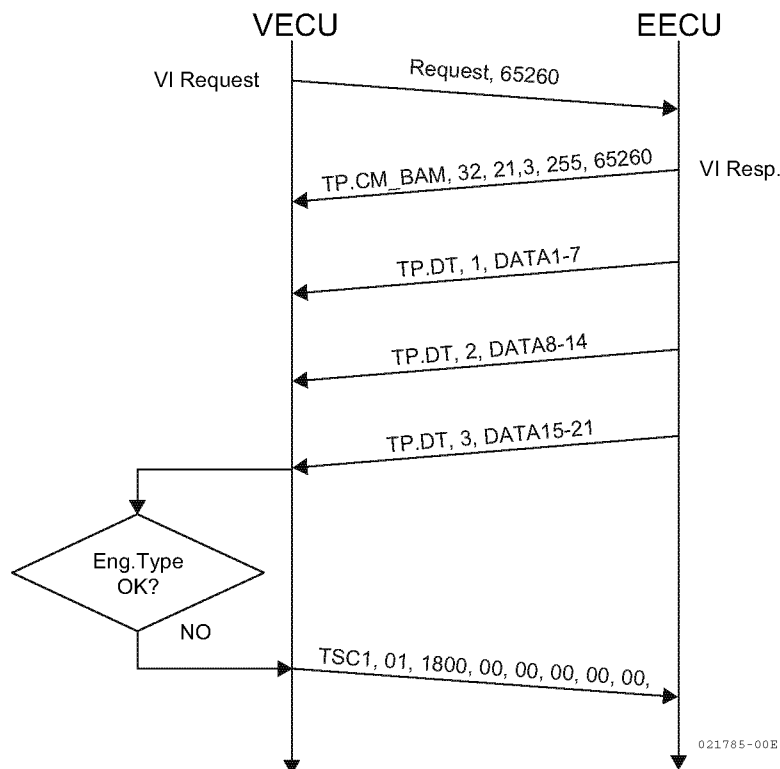 VECU EECU
VI Request
Request, 65260
TP.CM_BAM, 32, 21,3, 255, 65260
VI Resp.
TP.DT, 1, DATA1-7
TP.DT, 2, DATA8-14
TP.DT, 3, DATA15-21
Eng.Type
OK?
NO
TSC1, 01, 1800, 00, 00, 00, 00, 00,
021785-00E